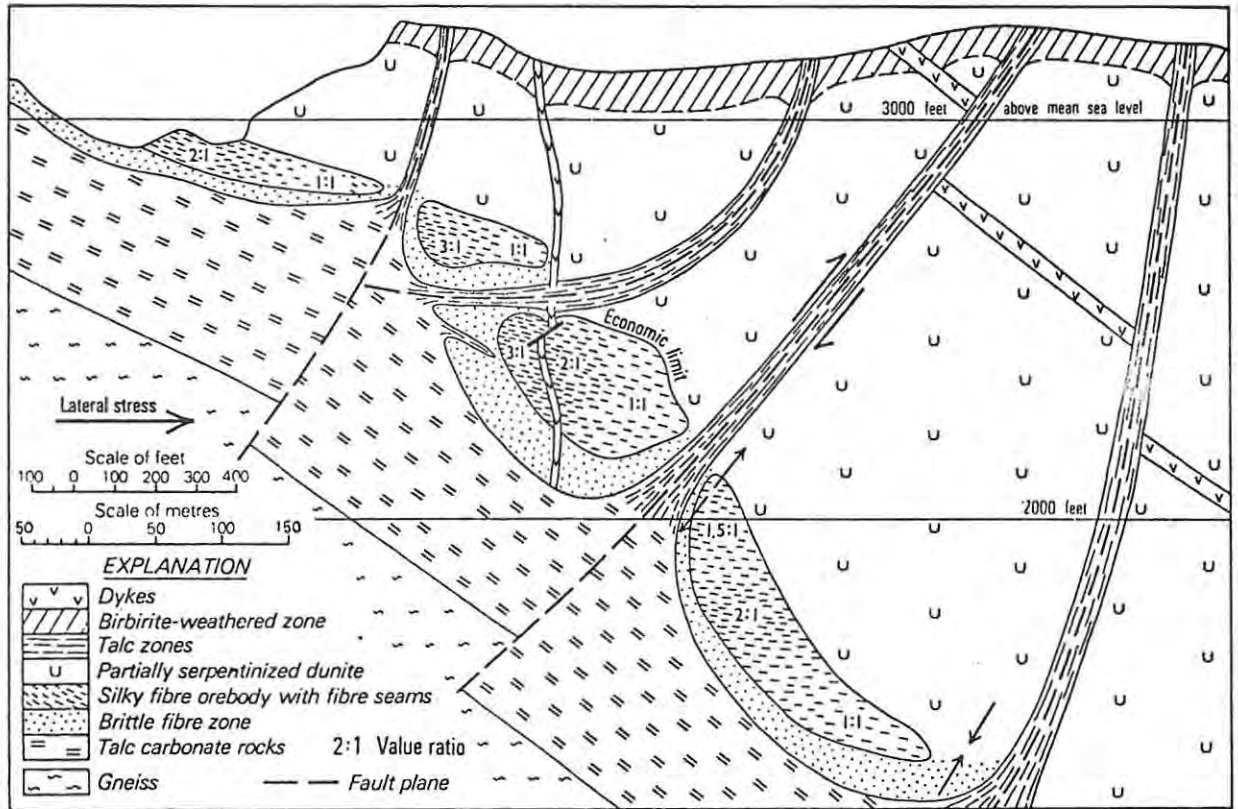 3000 feet above mean sea level
2:1
1:1
3:1
1:1
Economic limit
3:1
2:1
1:1
Lateral stress
Scale of feet
100 0 100 200 300 400
Scale of metres
50 0 50 100 150
2000 feet
1,5:1
2:1
1:1
EXPLANATION
Dykes
Birbirite-weathered zone
Talc zones
Partially serpentinized dunite
Silky fibre orebody with fibre seams
Brittle fibre zone
Talc carbonate rocks 2:1 Value ratio
Gneiss Fault plane